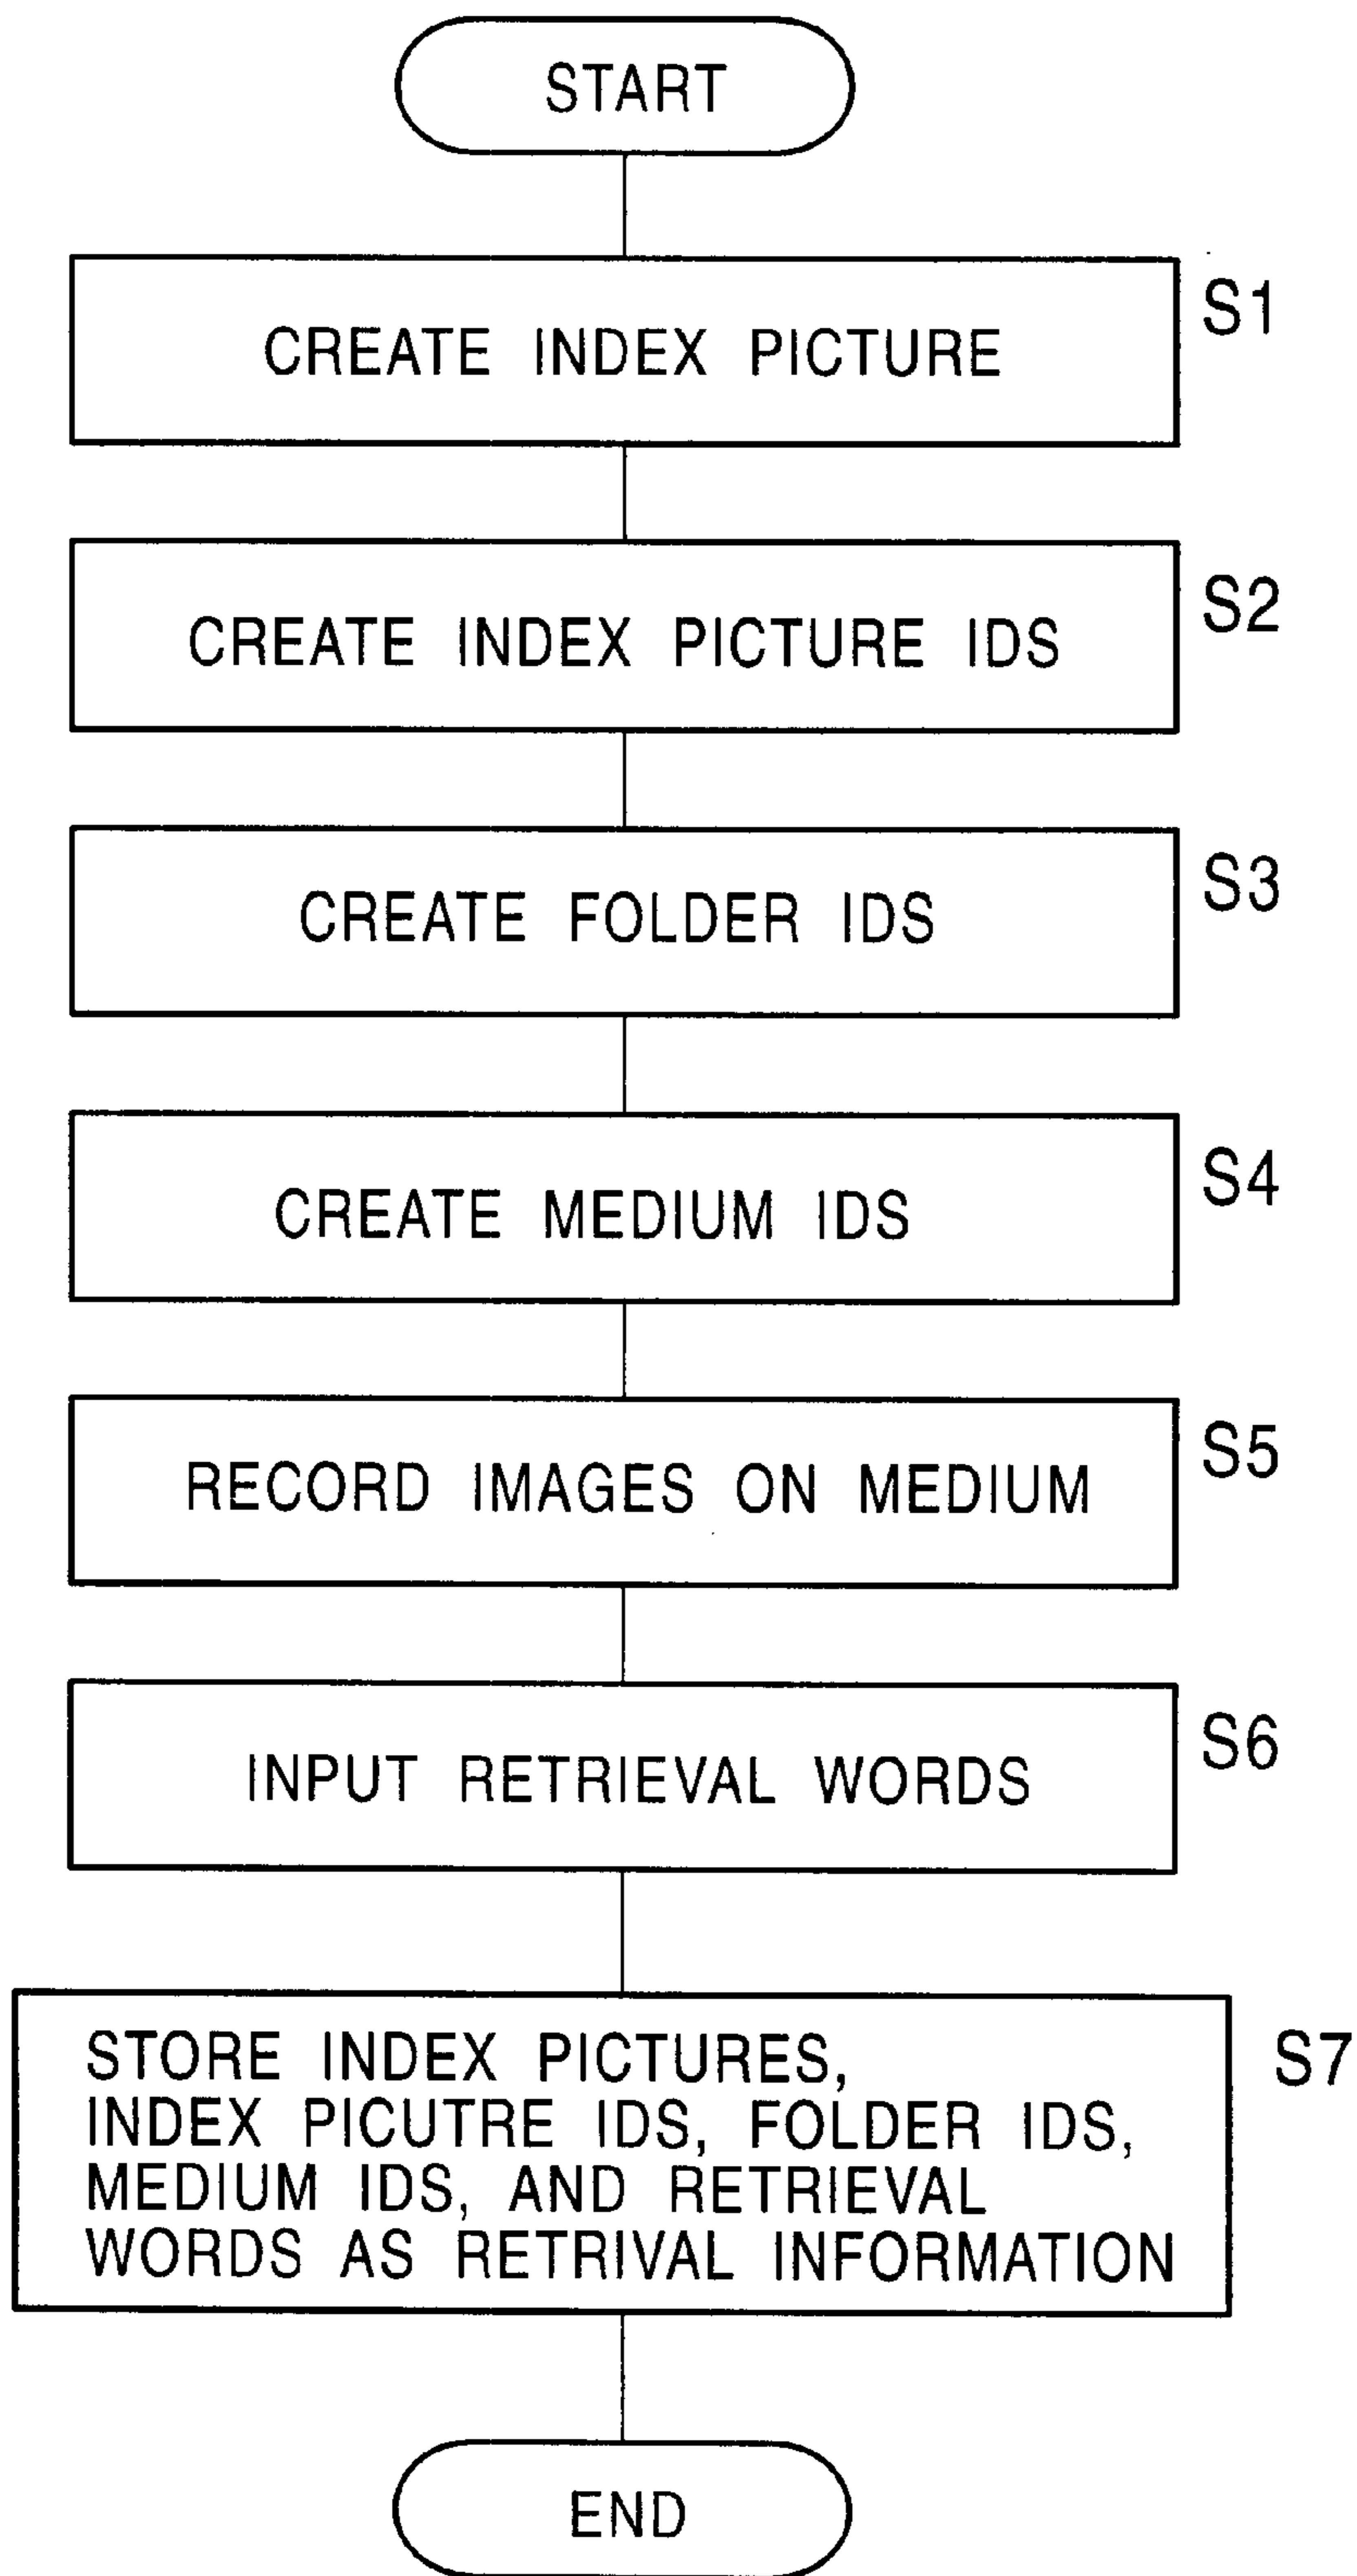 START
CREATE INDEX PICTURE
S1
CREATE INDEX PICTURE IDS
S2
CREATE FOLDER IDS
S3
CREATE MEDIUM IDS
S4
RECORD IMAGES ON MEDIUM
S5
INPUT RETRIEVAL WORDS
S6
STORE INDEX PICTURES,
S7
INDEX PICUTRE IDS, FOLDER IDS,
MEDIUM IDS, AND RETRIEVAL
WORDS AS RETRIVAL INFORMATION
END